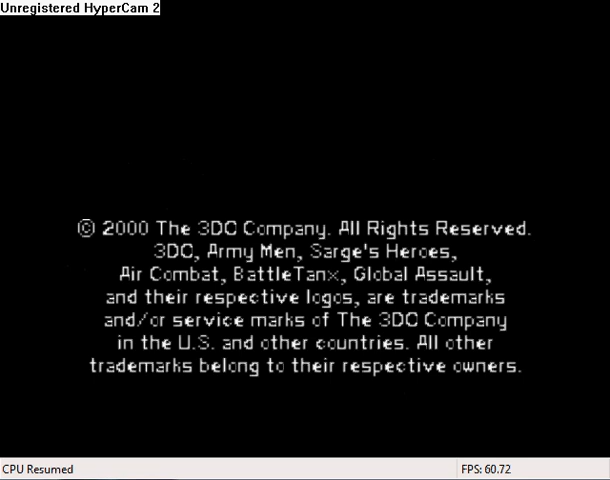 Unregistered HyperCam 2
© 2000 The 3DO Company. All Rights Reserved.
3DO, Army Men, Sarge's Heroes,
Air Combat, BattleTanx, Global Assault,
and their respective logos, are trademarks
and/or service marks of The 3DO Company
in the U.S. and other countries. All other
trademarks belong to their respective owners.
CPU Resumed
FPS: 60.72